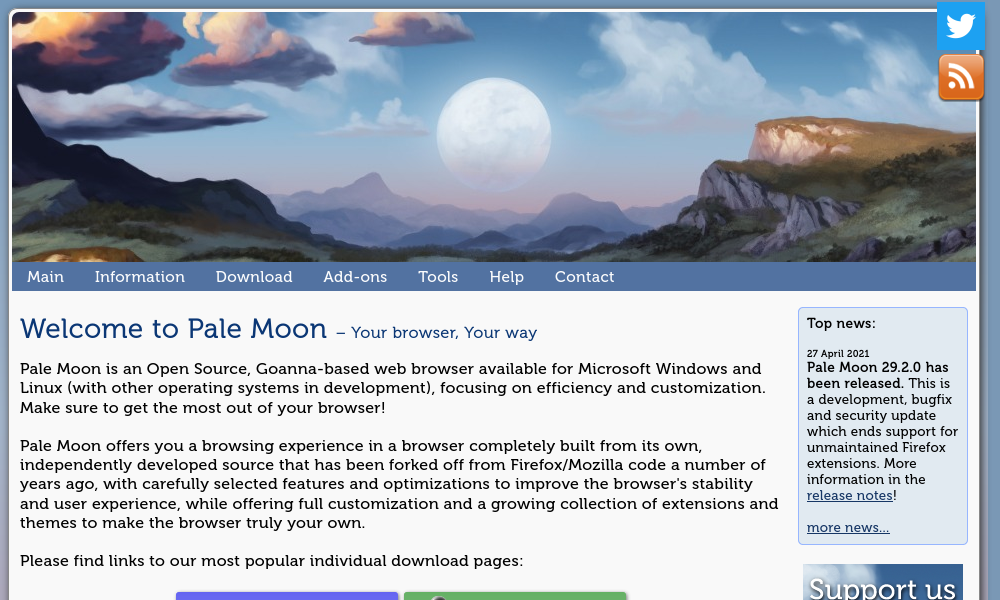 Main Information Download Add-ons Tools Help Contact
Welcome to Pale Moon – Your browser, Your way
Pale Moon is an Open Source, Goanna-based web browser available for Microsoft Windows and
Linux (with other operating systems in development), focusing on efficiency and customization.
Make sure to get the most out of your browser!
Pale Moon offers you a browsing experience in a browser completely built from its own,
independently developed source that has been forked off from Firefox/Mozilla code a number of
years ago, with carefully selected features and optimizations to improve the browser's stability
and user experience, while offering full customization and a growing collection of extensions and
themes to make the browser truly your own.
Please find links to our most popular individual download pages:
Top news:
27 April 2021
Pale Moon 29.2.0 has
been released. This is
a development, bugfix
and security update
which ends support for
unmaintained Firefox
extensions. More
information in the
release notes!
more news...
Support us